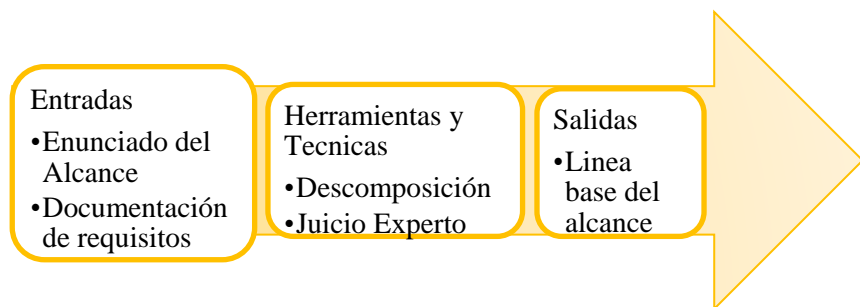 Entradas
•Enunciado del
Alcance
•Documentación
de requisitos
Herramientas y
Tecnicas
•Descomposición
•Juicio Experto
Salidas
•Linea
base del
alcance